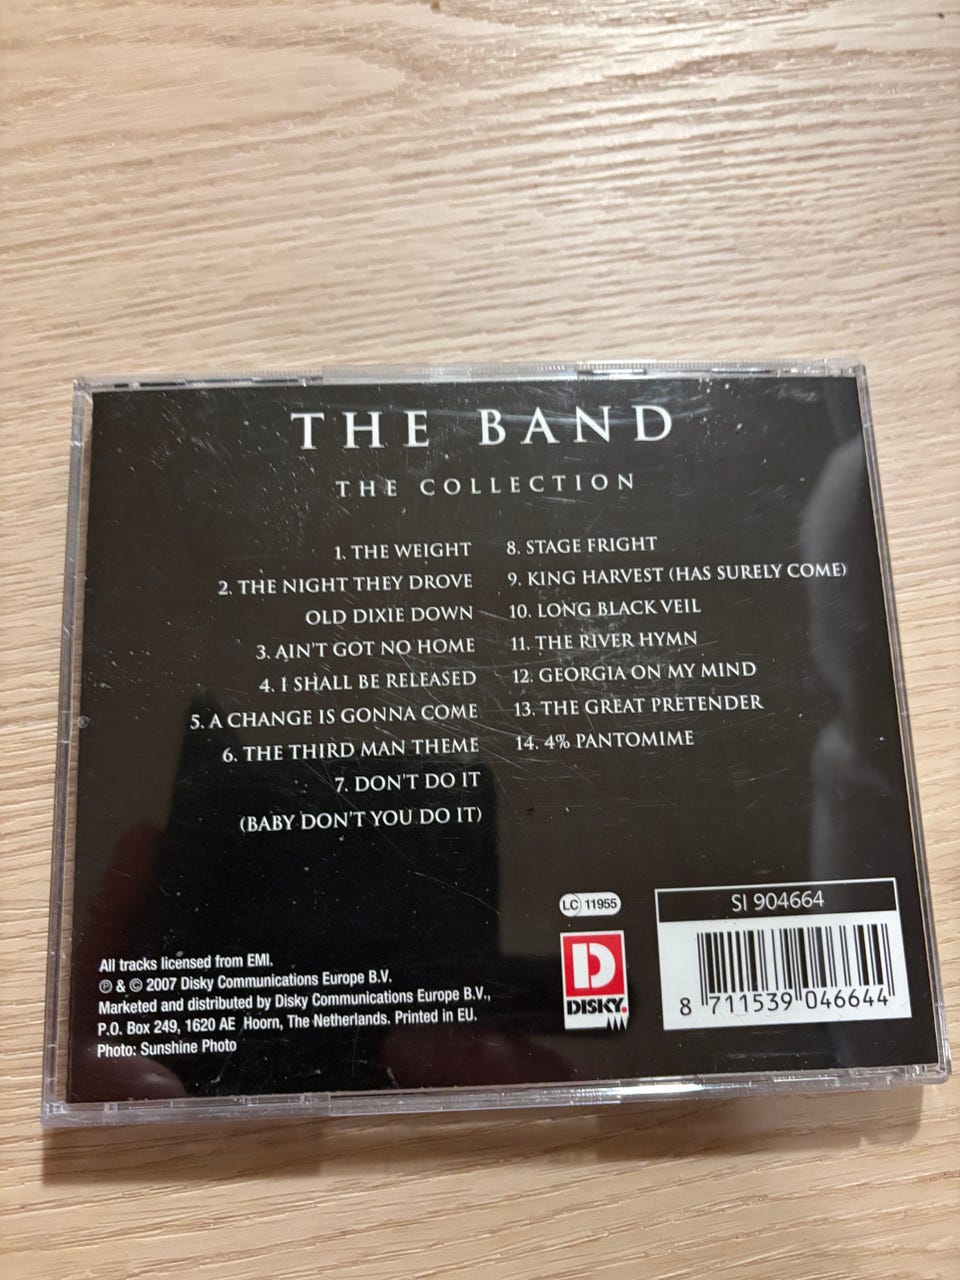 THE BAND
THE COLLECTION
1. THE WEIGHT
2. THE NIGHT THEY DROVE
OLD DIXIE DOWN
3. AIN'T GOT NO HOME
4. I SHALL BE RELEASED
5. A CHANGE IS GONNA COME
6. THE THIRD MAN THEME
7. DON'T DO IT
(BABY DON'T YOU DO IT)
8. STAGE FRIGHT
9. KING HARVEST (HAS SURELY COME)
10. LONG BLACK VEIL
11. THE RIVER HYMN
12. GEORGIA ON MY MIND
13. THE GREAT PRETENDER
14. 4% PANTOMIME
All tracks licensed from EMI.
℗ & © 2007 Disky Communications Europe B.V.
Marketed and distributed by Disky Communications Europe B.V.,
P.O. Box 249, 1620 AE Hoorn, The Netherlands. Printed in EU.
Photo: Sunshine Photo
LC 11955
D
DISKY.
SI 904664
8 711539 046644